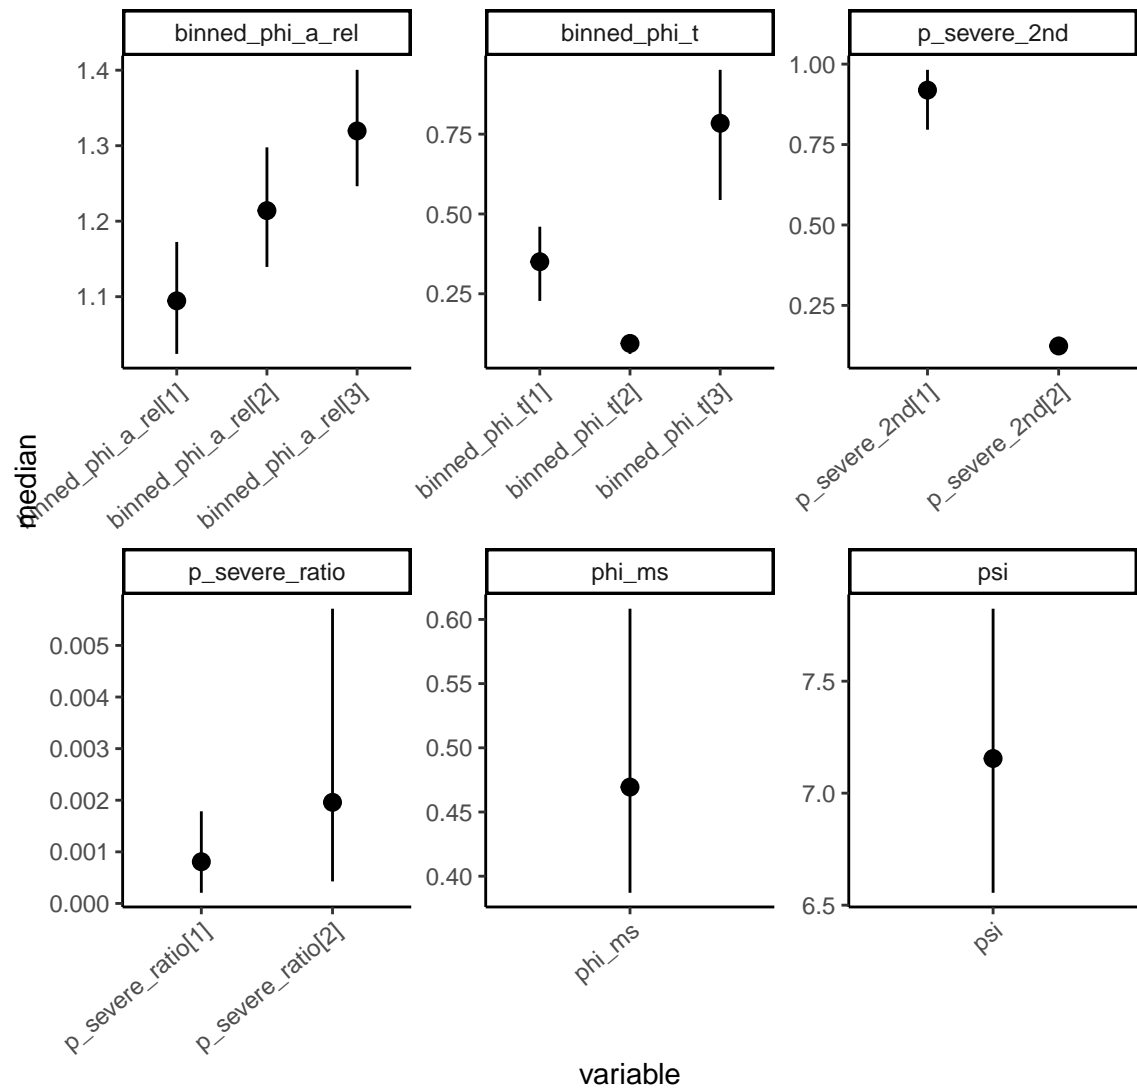 binned_phi_a_rel
binned_phi_t
p_severe_2nd
1.4
1.3
1.2
1.1
0.75
0.50
0.25
1.00
0.75
0.50
0.25
binned_phi_a_rel[1]
binned_phi_a_rel[2]
binned_phi_a_rel[3]
binned_phi_t[1]
binned_phi_t[2]
binned_phi_t[3]
p_severe_2nd[1]
p_severe_2nd[2]
median
p_severe_ratio
phi_ms
psi
0.005
0.004
0.003
0.002
0.001
0.000
0.60
0.55
0.50
0.45
0.40
7.5
7.0
6.5
p_severe_ratio[1]
p_severe_ratio[2]
phi_ms
psi
variable